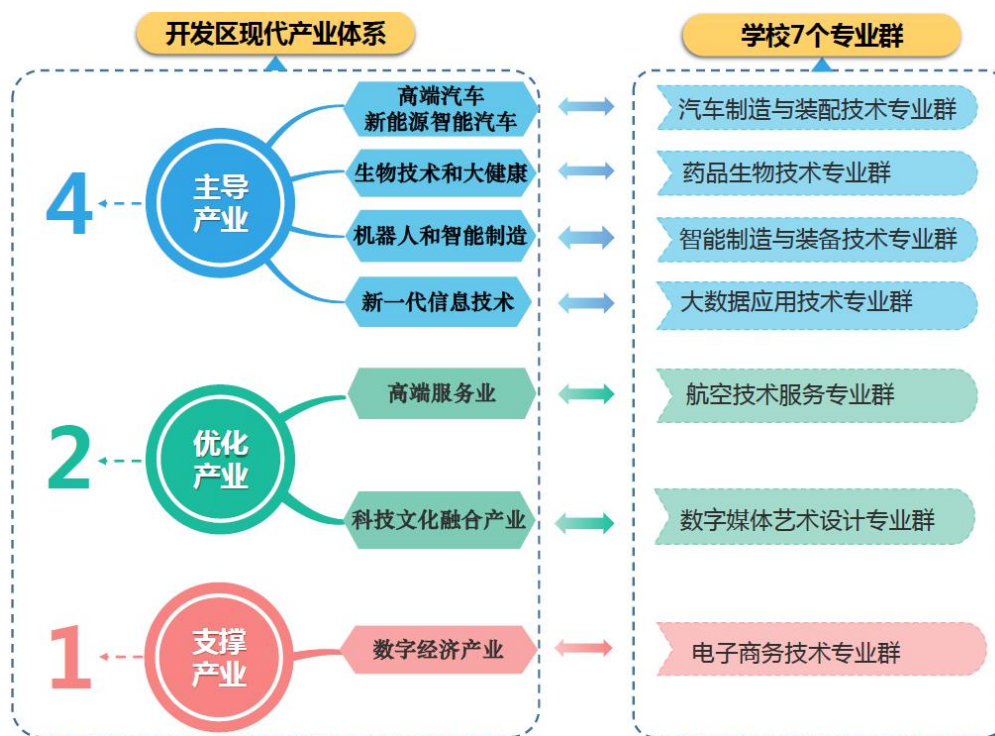 开发区现代产业体系
学校7个专业群
4
主导
产业
高端汽车
新能源智能汽车
汽车制造与装配技术专业群
生物技术和大健康
药品生物技术专业群
机器人和智能制造
智能制造与装备技术专业群
新一代信息技术
大数据应用技术专业群
2
优化
产业
高端服务业
航空技术服务专业群
科技文化融合产业
数字媒体艺术设计专业群
1
支撑
产业
数字经济产业
电子商务技术专业群